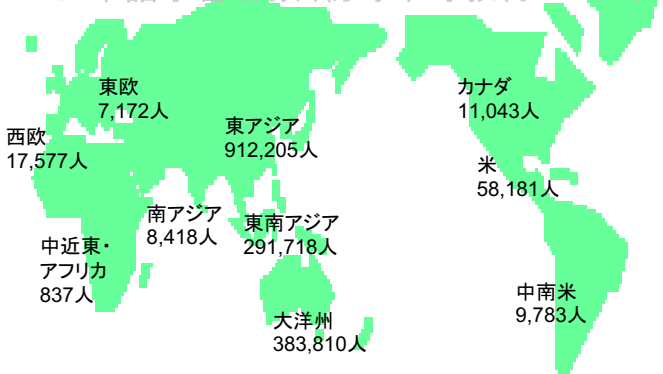 東欧
7,172人
カナダ
11,043人
東アジア
912,205人
西欧
17,577人
米
58,181人
南アジア
8,418人
東南アジア
291,718人
中近東・
アフリカ
837人
中南米
9,783人
大洋州
383,810人